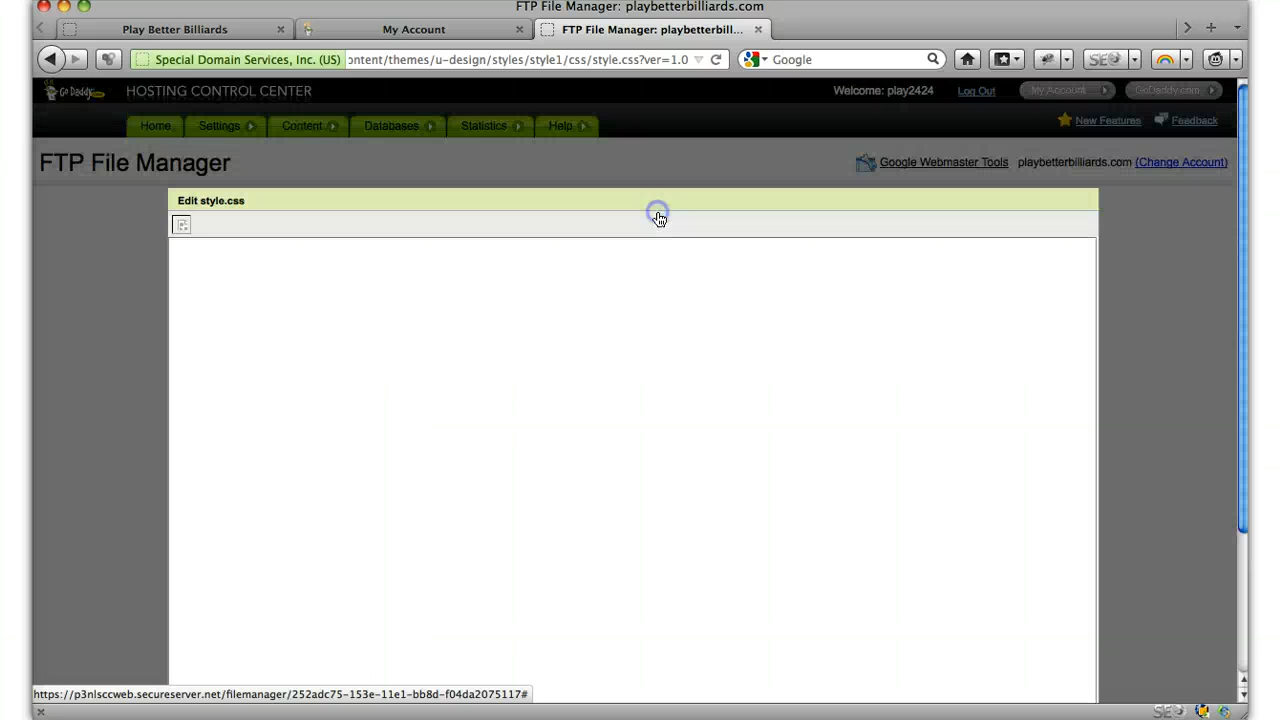 FTP File Manager: playbetterbilliards.com
Play Better Billiards
My Account
FTP File Manager: playbetterbill...
Special Domain Services, Inc. (US)
ontent/themes/u-design/styles/style1/css/style.css?ver=1.0
Google
Go Daddy
HOSTING CONTROL CENTER
Welcome: play2424
Log Out
My Account
GoDaddy.com
Home
Settings
Content
Databases
Statistics
Help
New Features
Feedback
FTP File Manager
Google Webmaster Tools
playbetterbilliards.com (Change Account)
Edit style.css
https://p3nlsccweb.secureserver.net/filemanager/252adc75-153e-11e1-bb8d-f04da2075117#